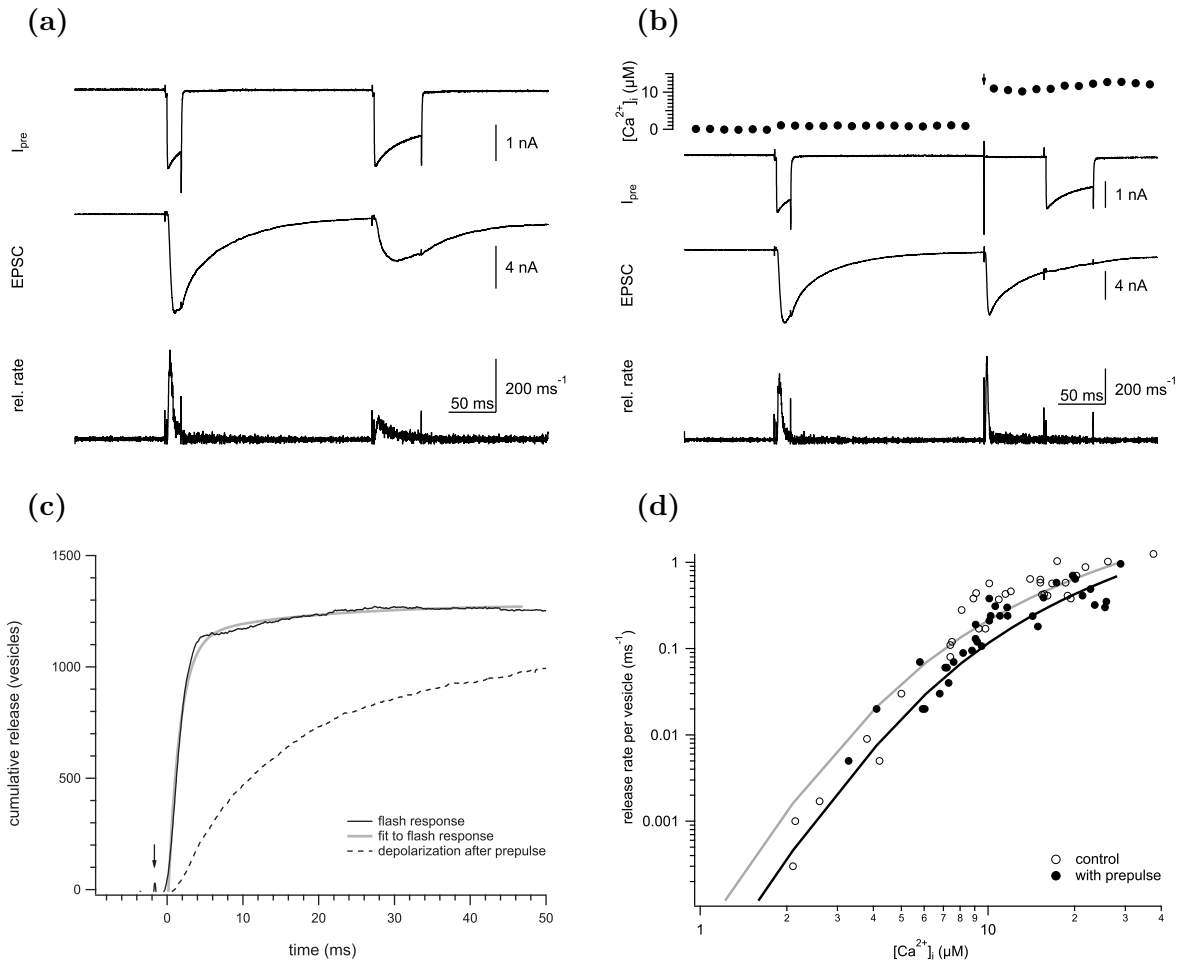 (a)
I_pre
1 nA
EPSC
4 nA
rel. rate
200 ms⁻¹
50 ms
(b)
[Ca²⁺]ᵢ (µM)
10
0
I_pre
1 nA
EPSC
4 nA
rel. rate
200 ms⁻¹
50 ms
(c)
cumulative release (vesicles)
1500
1000
500
0
flash response
fit to flash response
depolarization after prepulse
0 10 20 30 40 50
time (ms)
(d)
release rate per vesicle (ms⁻¹)
1
0.1
0.01
0.001
control
with prepulse
1 2 3 4 5 6 7 8 9 10 2 3 4
[Ca²⁺]ᵢ (µM)